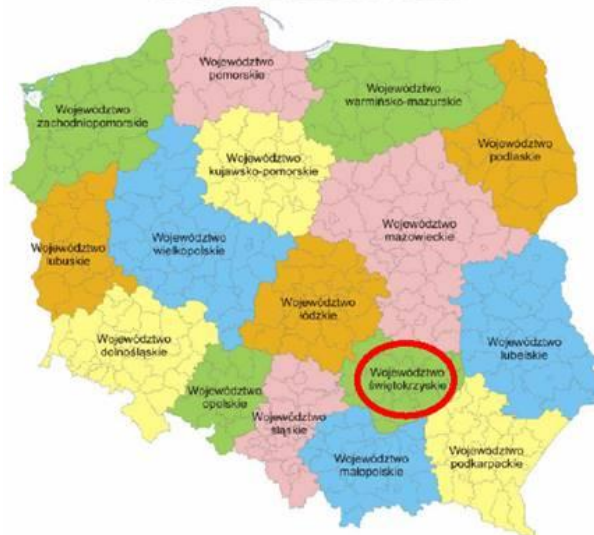 Województwo
pomorskie
Województwo
zachodniopomorskie
Województwo
warmińsko-mazurskie
Województwo
podlaskie
Województwo
kujawsko-pomorskie
Województwo
mazowieckie
Województwo
wielkopolskie
Województwo
lubuskie
Województwo
łódzkie
Województwo
lubelskie
Województwo
dolnośląskie
Województwo
świętokrzyskie
Województwo
opolskie
Województwo
śląskie
Województwo
małopolskie
Województwo
podkarpackie